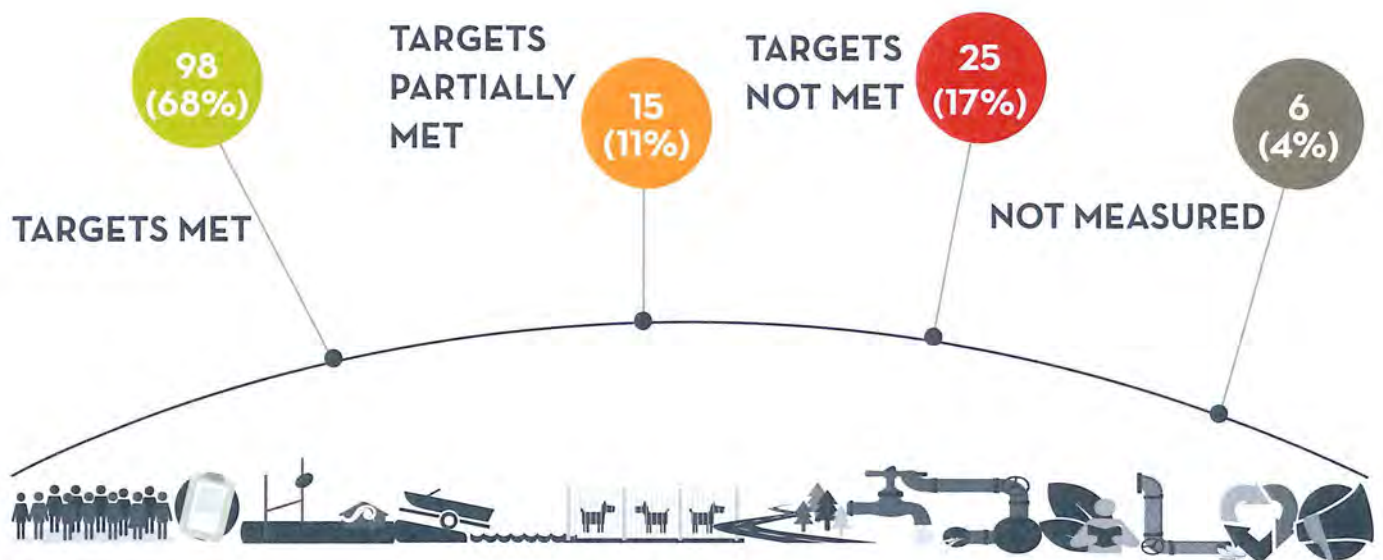 98
(68%)
TARGETS MET
TARGETS
PARTIALLY
MET
15
(11%)
TARGETS
NOT MET
25
(17%)
NOT MEASURED
6
(4%)